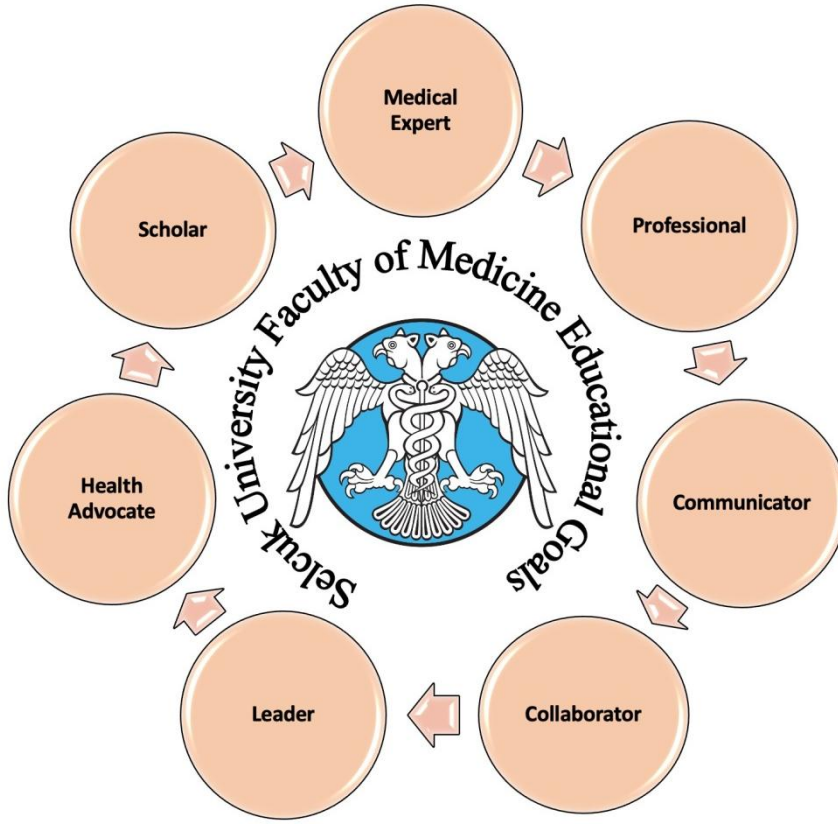 Medical
Expert
Professional
Communicator
Collaborator
Leader
Health
Advocate
Scholar
Selcuk University Faculty of Medicine Educational Goals